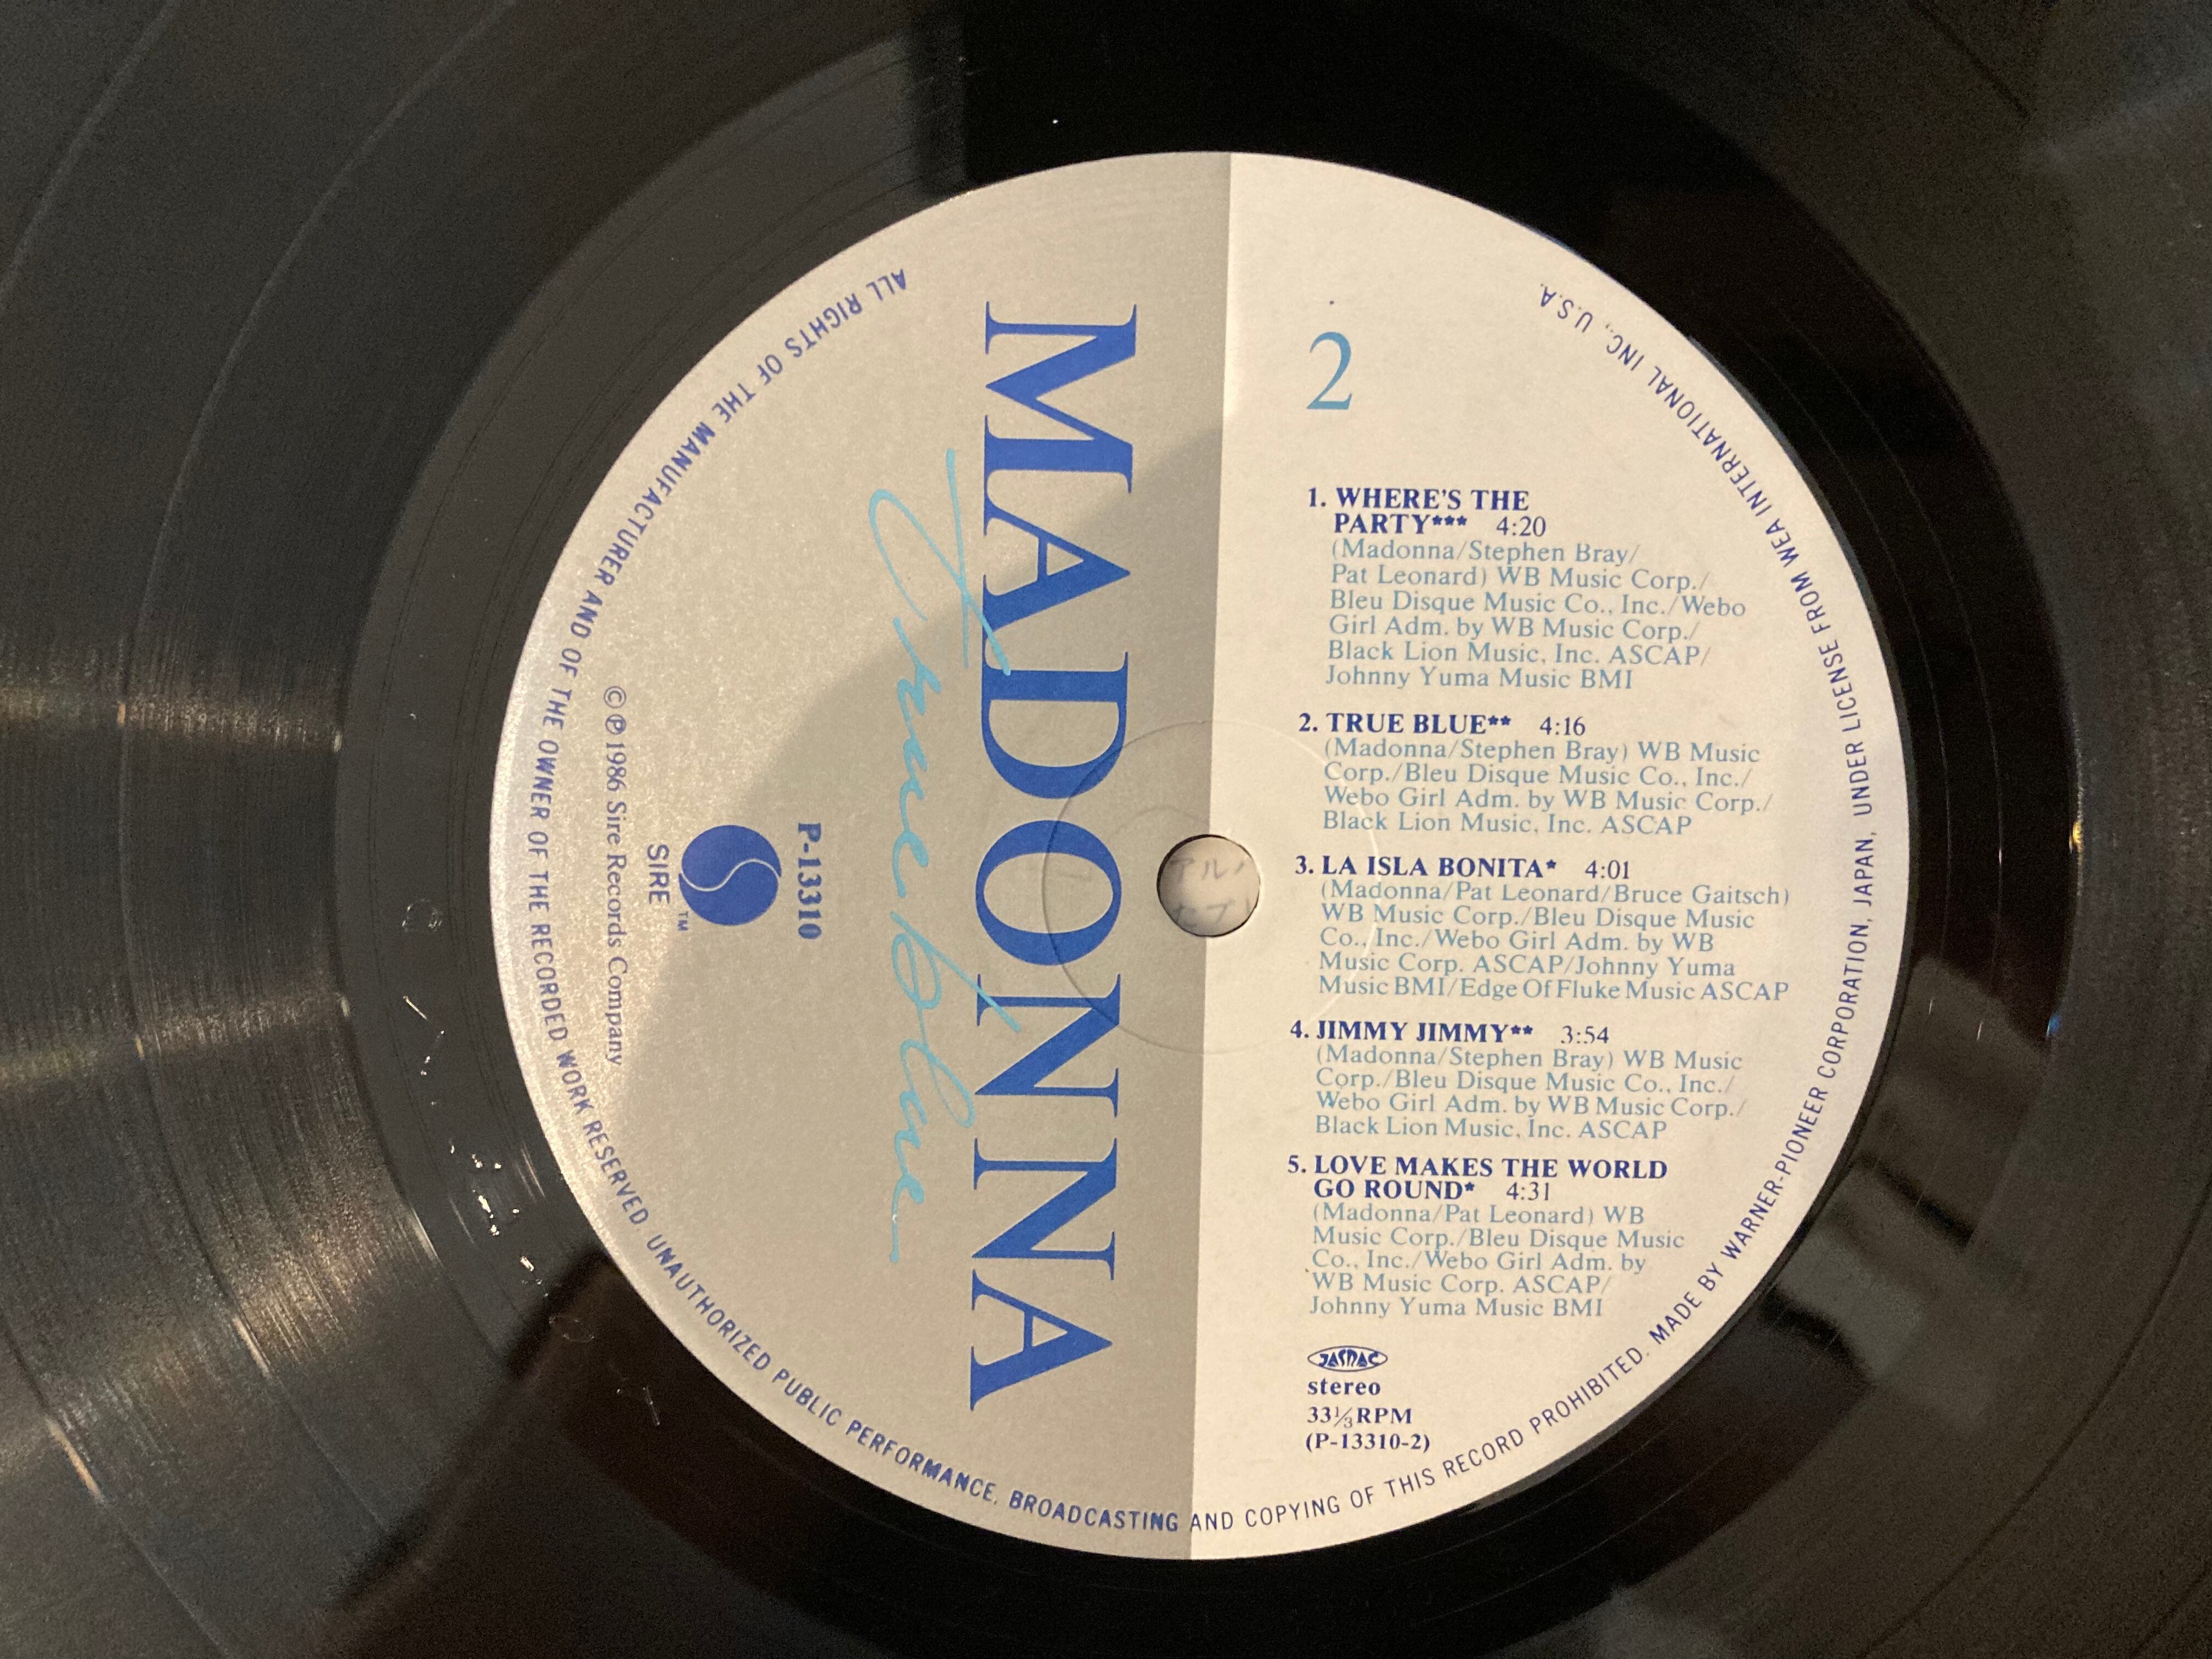 MADONNA
True Blue
P-13310
SIRE
TM
© ℗ 1986 Sire Records Company
2
1. WHERE'S THE
PARTY*** 4:20
(Madonna/Stephen Bray/
Pat Leonard) WB Music Corp./
Bleu Disque Music Co., Inc./Webo
Girl Adm. by WB Music Corp./
Black Lion Music, Inc. ASCAP/
Johnny Yuma Music BMI
2. TRUE BLUE** 4:16
(Madonna/Stephen Bray) WB Music
Corp./Bleu Disque Music Co., Inc./
Webo Girl Adm. by WB Music Corp./
Black Lion Music, Inc. ASCAP
3. LA ISLA BONITA* 4:01
(Madonna/Pat Leonard/Bruce Gaitsch)
WB Music Corp./Bleu Disque Music
Co., Inc./Webo Girl Adm. by WB
Music Corp. ASCAP/Johnny Yuma
Music BMI/Edge Of Fluke Music ASCAP
4. JIMMY JIMMY** 3:54
(Madonna/Stephen Bray) WB Music
Corp./Bleu Disque Music Co., Inc./
Webo Girl Adm. by WB Music Corp./
Black Lion Music, Inc. ASCAP
5. LOVE MAKES THE WORLD
GO ROUND* 4:31
(Madonna/Pat Leonard) WB
Music Corp./Bleu Disque Music
Co., Inc./Webo Girl Adm. by
WB Music Corp. ASCAP/
Johnny Yuma Music BMI
JASRAC
stereo
33⅓ RPM
(P-13310-2)
ALL RIGHTS OF THE MANUFACTURER AND OF THE OWNER OF THE RECORDED WORK RESERVED. UNAUTHORIZED PUBLIC PERFORMANCE, BROADCASTING AND COPYING OF THIS RECORD PROHIBITED. MADE BY WARNER-PIONEER CORPORATION, JAPAN, UNDER LICENSE FROM WEA INTERNATIONAL INC., U.S.A.